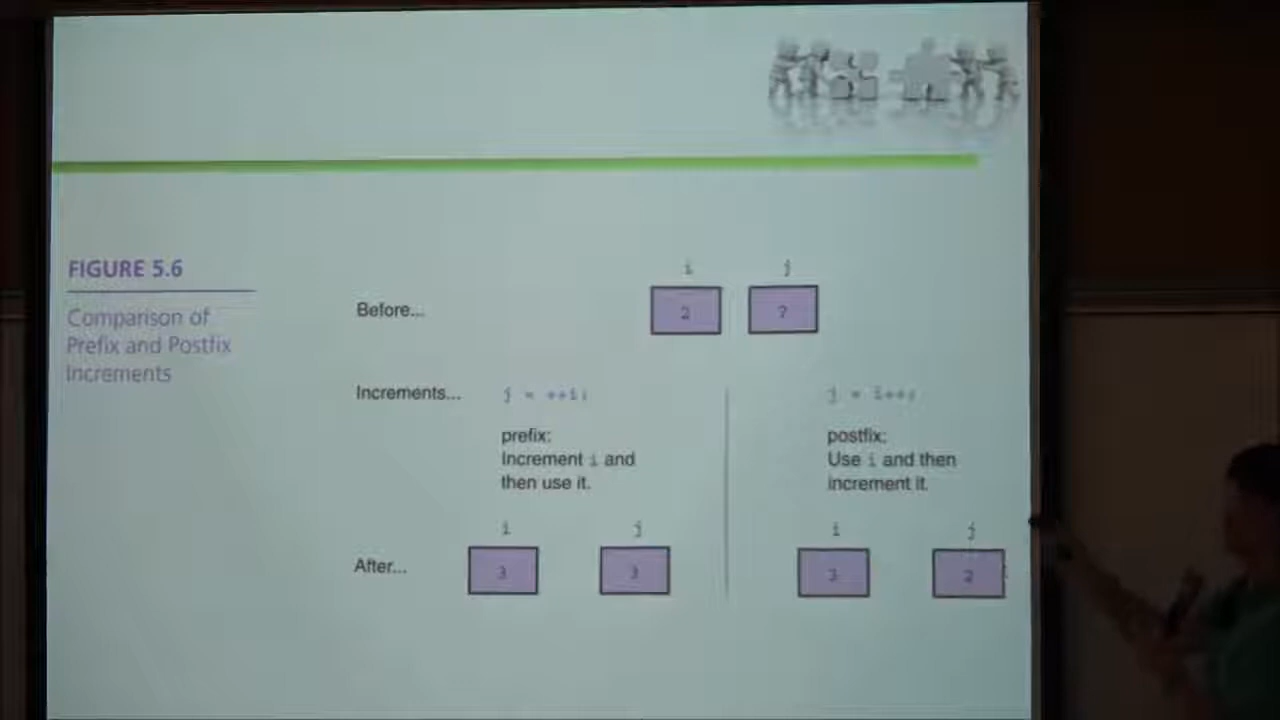 FIGURE 5.6
Comparison of
Prefix and Postfix
Increments
i j
Before...
2 ?
Increments... j = ++i; j = i++;
prefix: postfix:
Increment i and Use i and then
then use it. increment it.
i j i j
After...
3 3 3 2